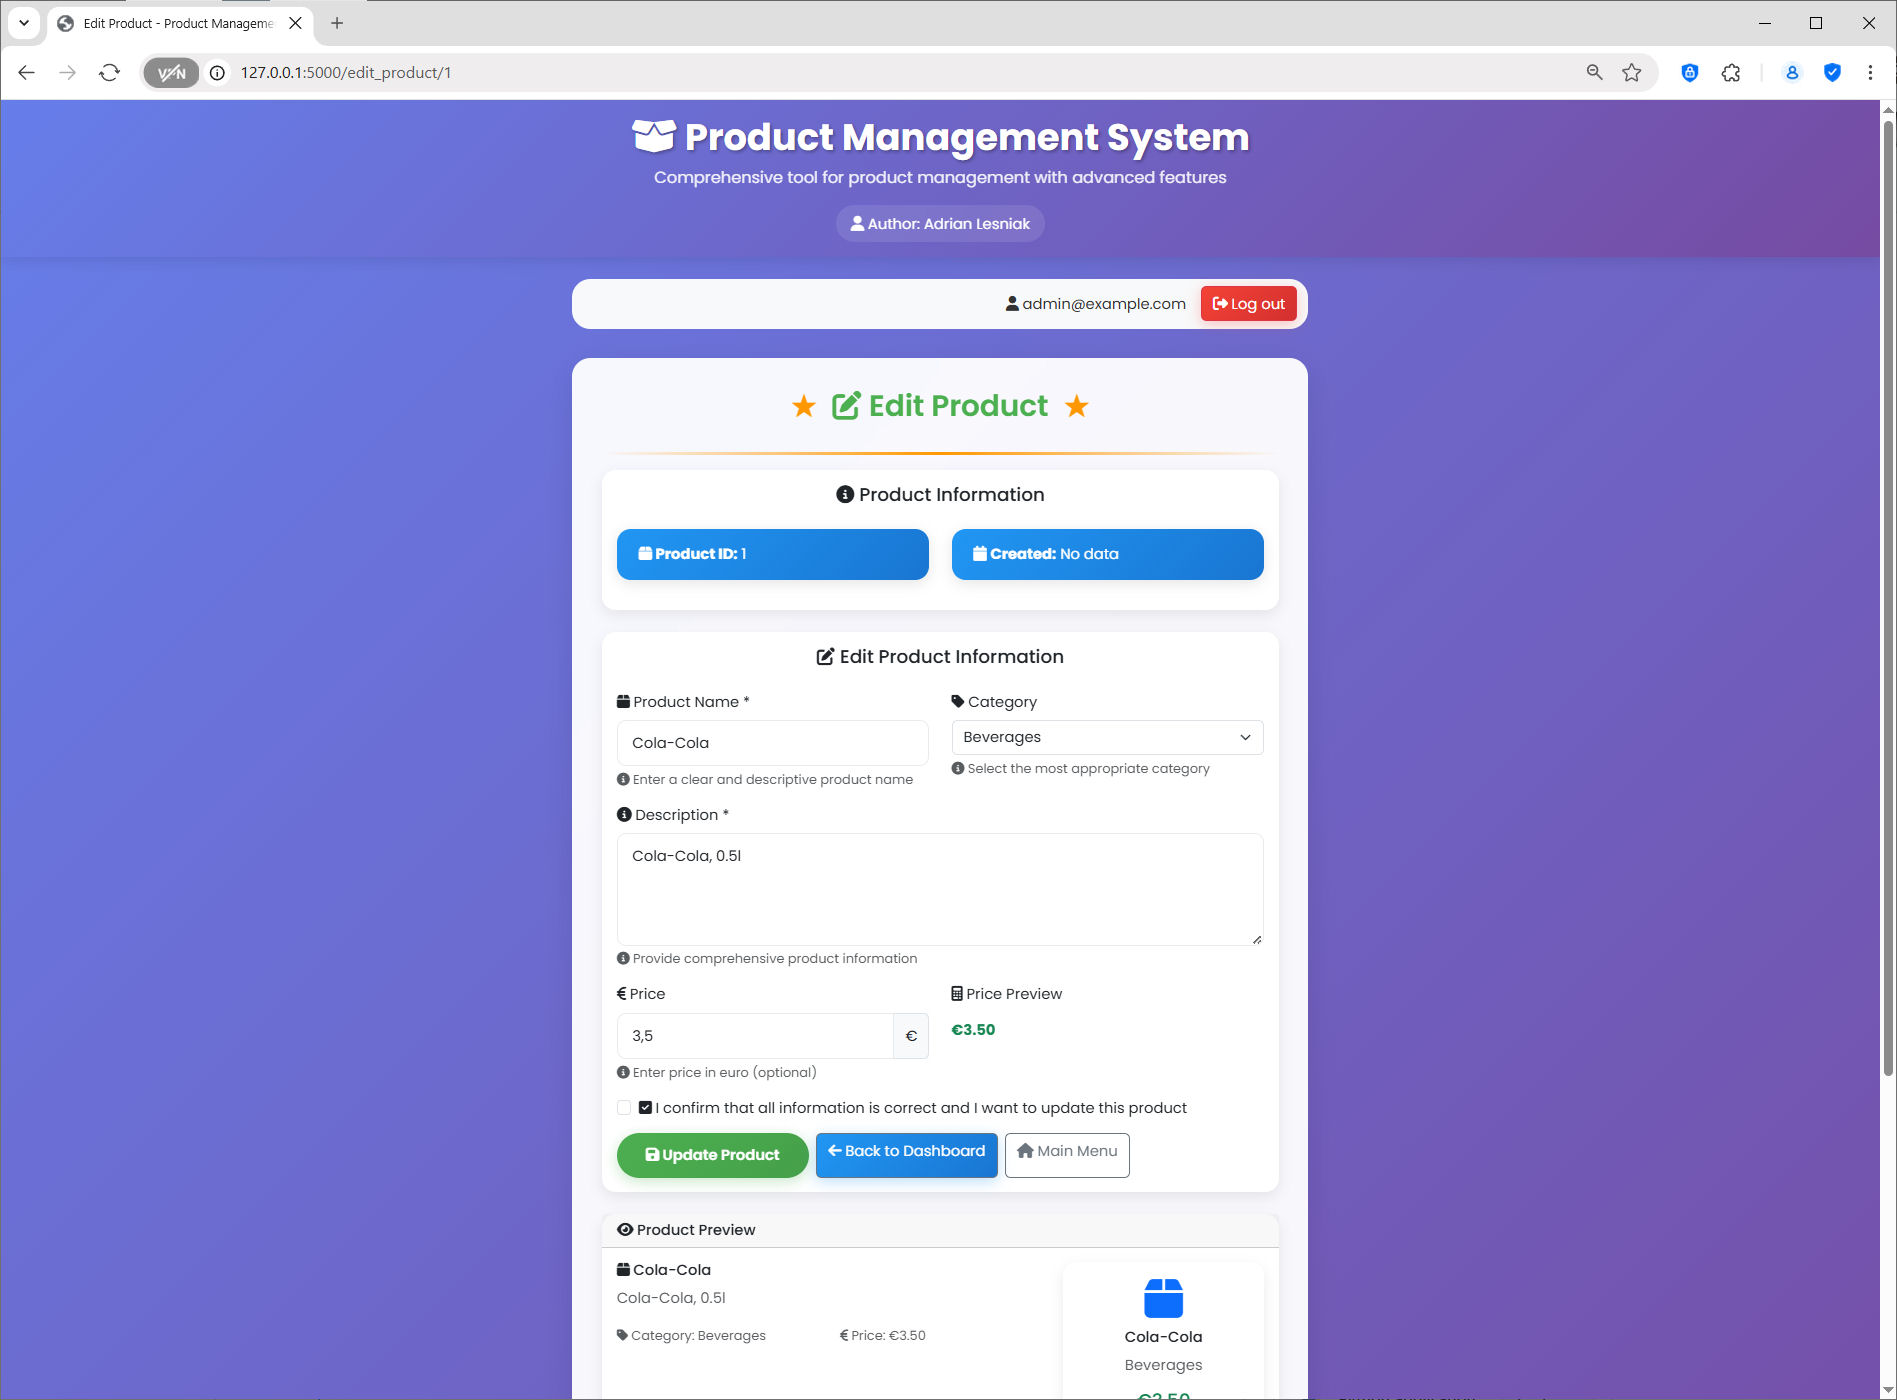 Edit Product - Product Manageme
VPN
127.0.0.1:5000/edit_product/1
Product Management System
Comprehensive tool for product management with advanced features
Author: Adrian Lesniak
admin@example.com Log out
Edit Product
Product Information
Product ID: 1
Created: No data
Edit Product Information
Product Name *
Category
Cola-Cola
Beverages
Enter a clear and descriptive product name
Select the most appropriate category
Description *
Cola-Cola, 0.5l
Provide comprehensive product information
€ Price
Price Preview
3,5 €
€3.50
Enter price in euro (optional)
I confirm that all information is correct and I want to update this product
Update Product
Back to Dashboard
Main Menu
Product Preview
Cola-Cola
Cola-Cola, 0.5l
Category: Beverages
€ Price: €3.50
Cola-Cola
Beverages
€3.50